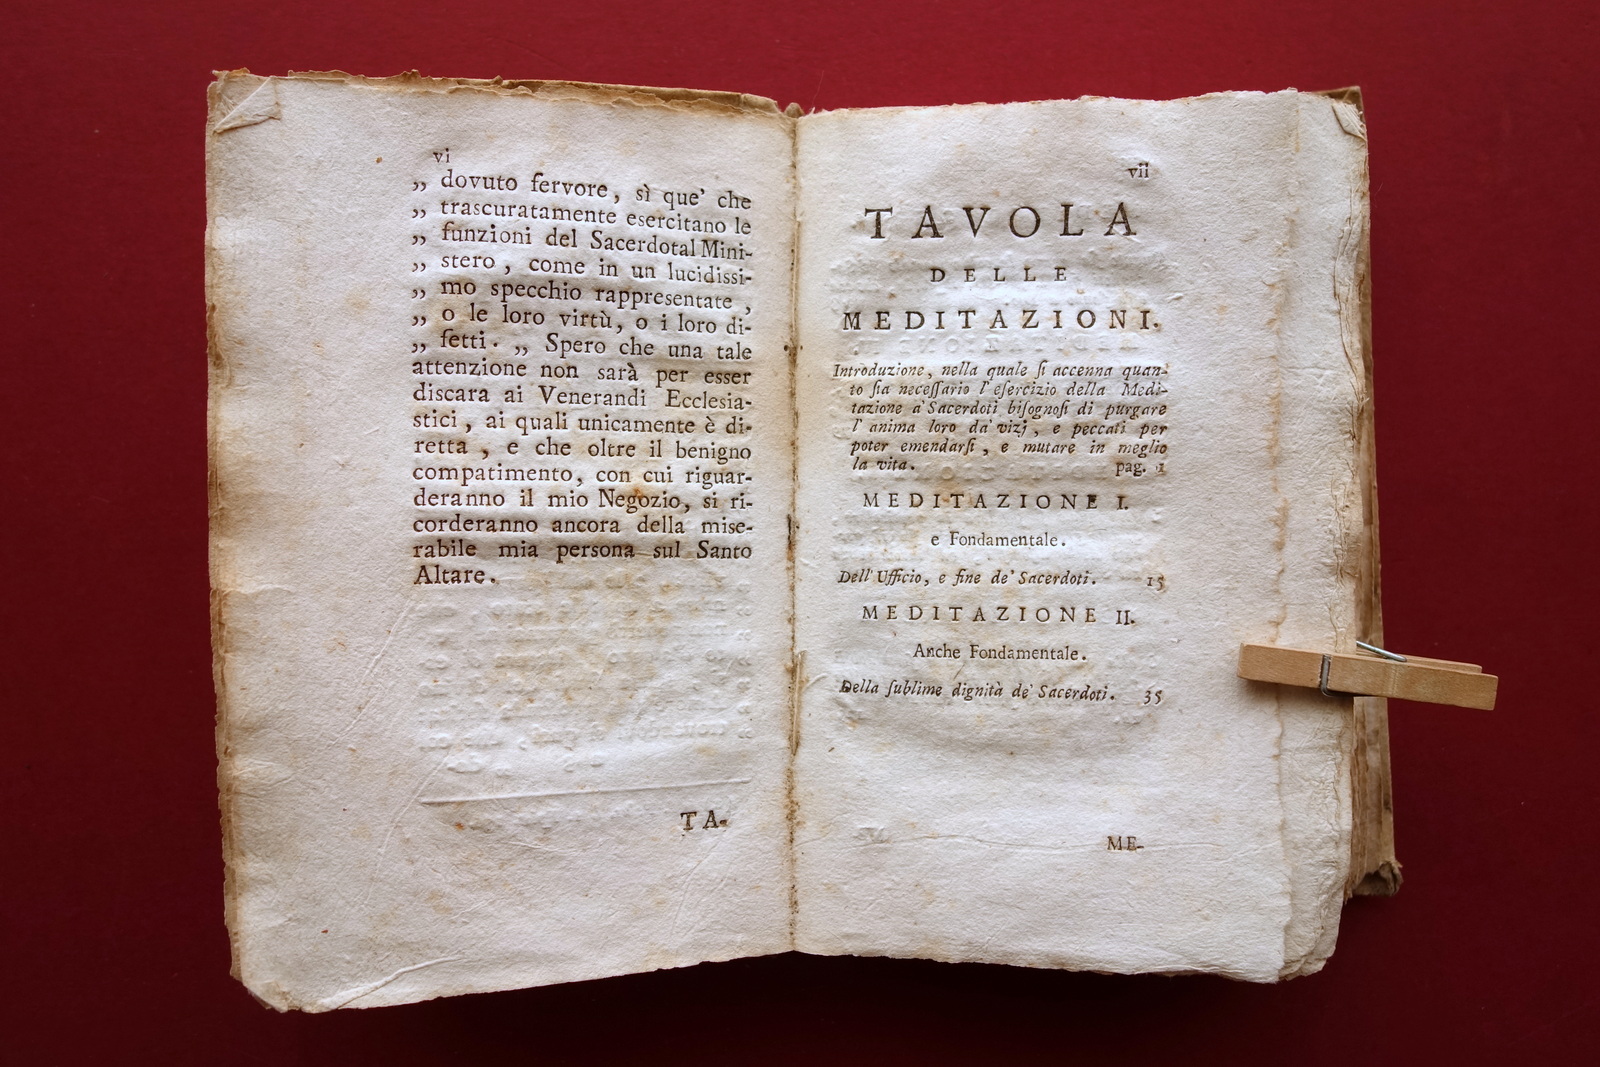 vi
„ dovuto fervore, sì que' che
„ trascuratamente esercitano le
„ funzioni del Sacerdotal Mini-
„ stero, come in un lucidissi-
„ mo specchio rappresentate,
„ o le loro virtù, o i loro di-
„ fetti. „ Spero che una tale
attenzione non sarà per esser
discara ai Venerandi Ecclesia-
stici, ai quali unicamente è di-
retta, e che oltre il benigno
compatimento, con cui riguar-
deranno il mio Negozio, si ri-
corderanno ancora della mise-
rabile mia persona sul Santo
Altare.
TA-
vii
TAVOLA
DELLE
MEDITAZIONI.
Introduzione, nella quale ſi accenna quan-
to ſia neceſſario l'eſercizio della Medi-
tazione a' Sacerdoti biſognoſi di purgare
l'anima loro da' vizj, e peccati per
poter emendarſi, e mutare in meglio
la vita. pag. 1
MEDITAZIONE I.
e Fondamentale.
Dell'Ufficio, e fine de' Sacerdoti. 15
MEDITAZIONE II.
Anche Fondamentale.
Della ſublime dignità de' Sacerdoti. 35
ME-